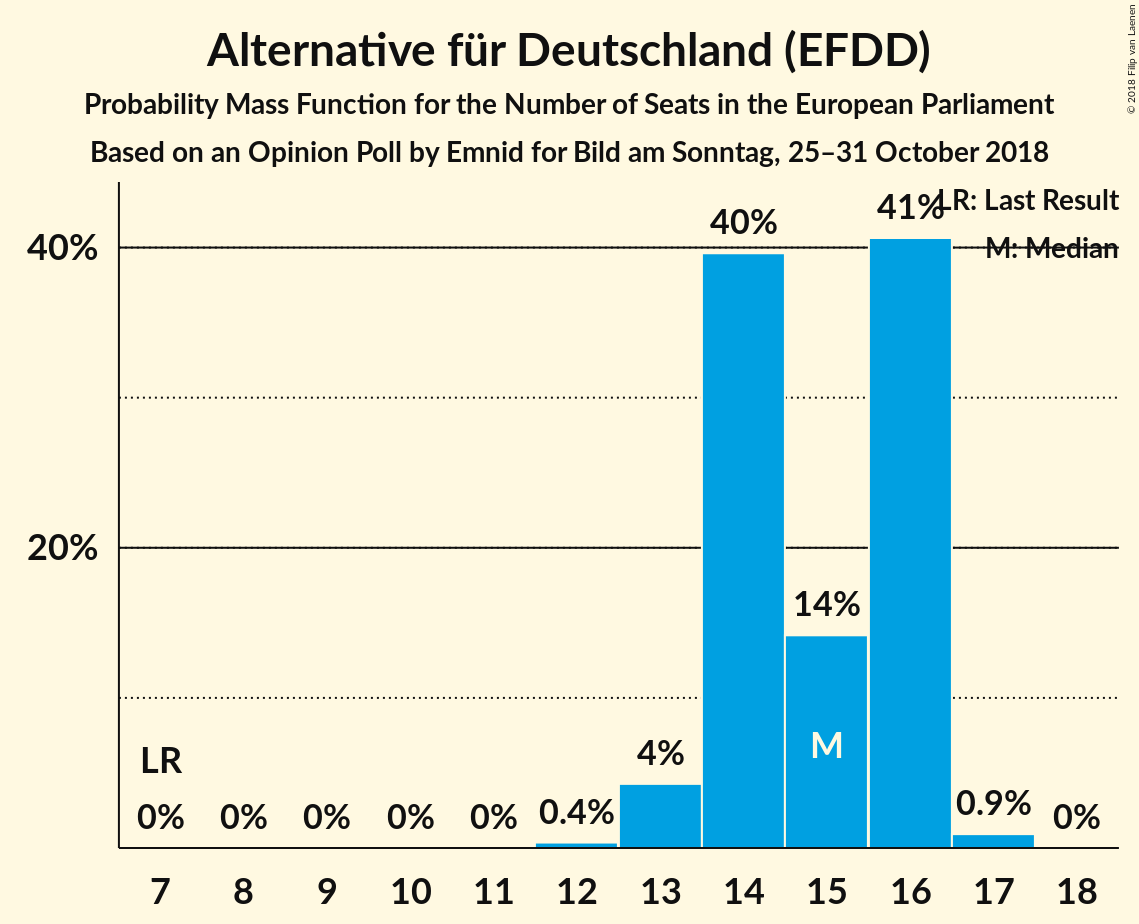 Alternative für Deutschland (EFDD)
Probability Mass Function for the Number of Seats in the European Parliament
Based on an Opinion Poll by Emnid for Bild am Sonntag, 25–31 October 2018
© 2018 Filip van Laenen
LR: Last Result
M: Median
40%
20%
40%
41%
14%
M
4%
LR
0%
0%
0%
0%
0%
0.4%
0.9%
0%
7 8 9 10 11 12 13 14 15 16 17 18